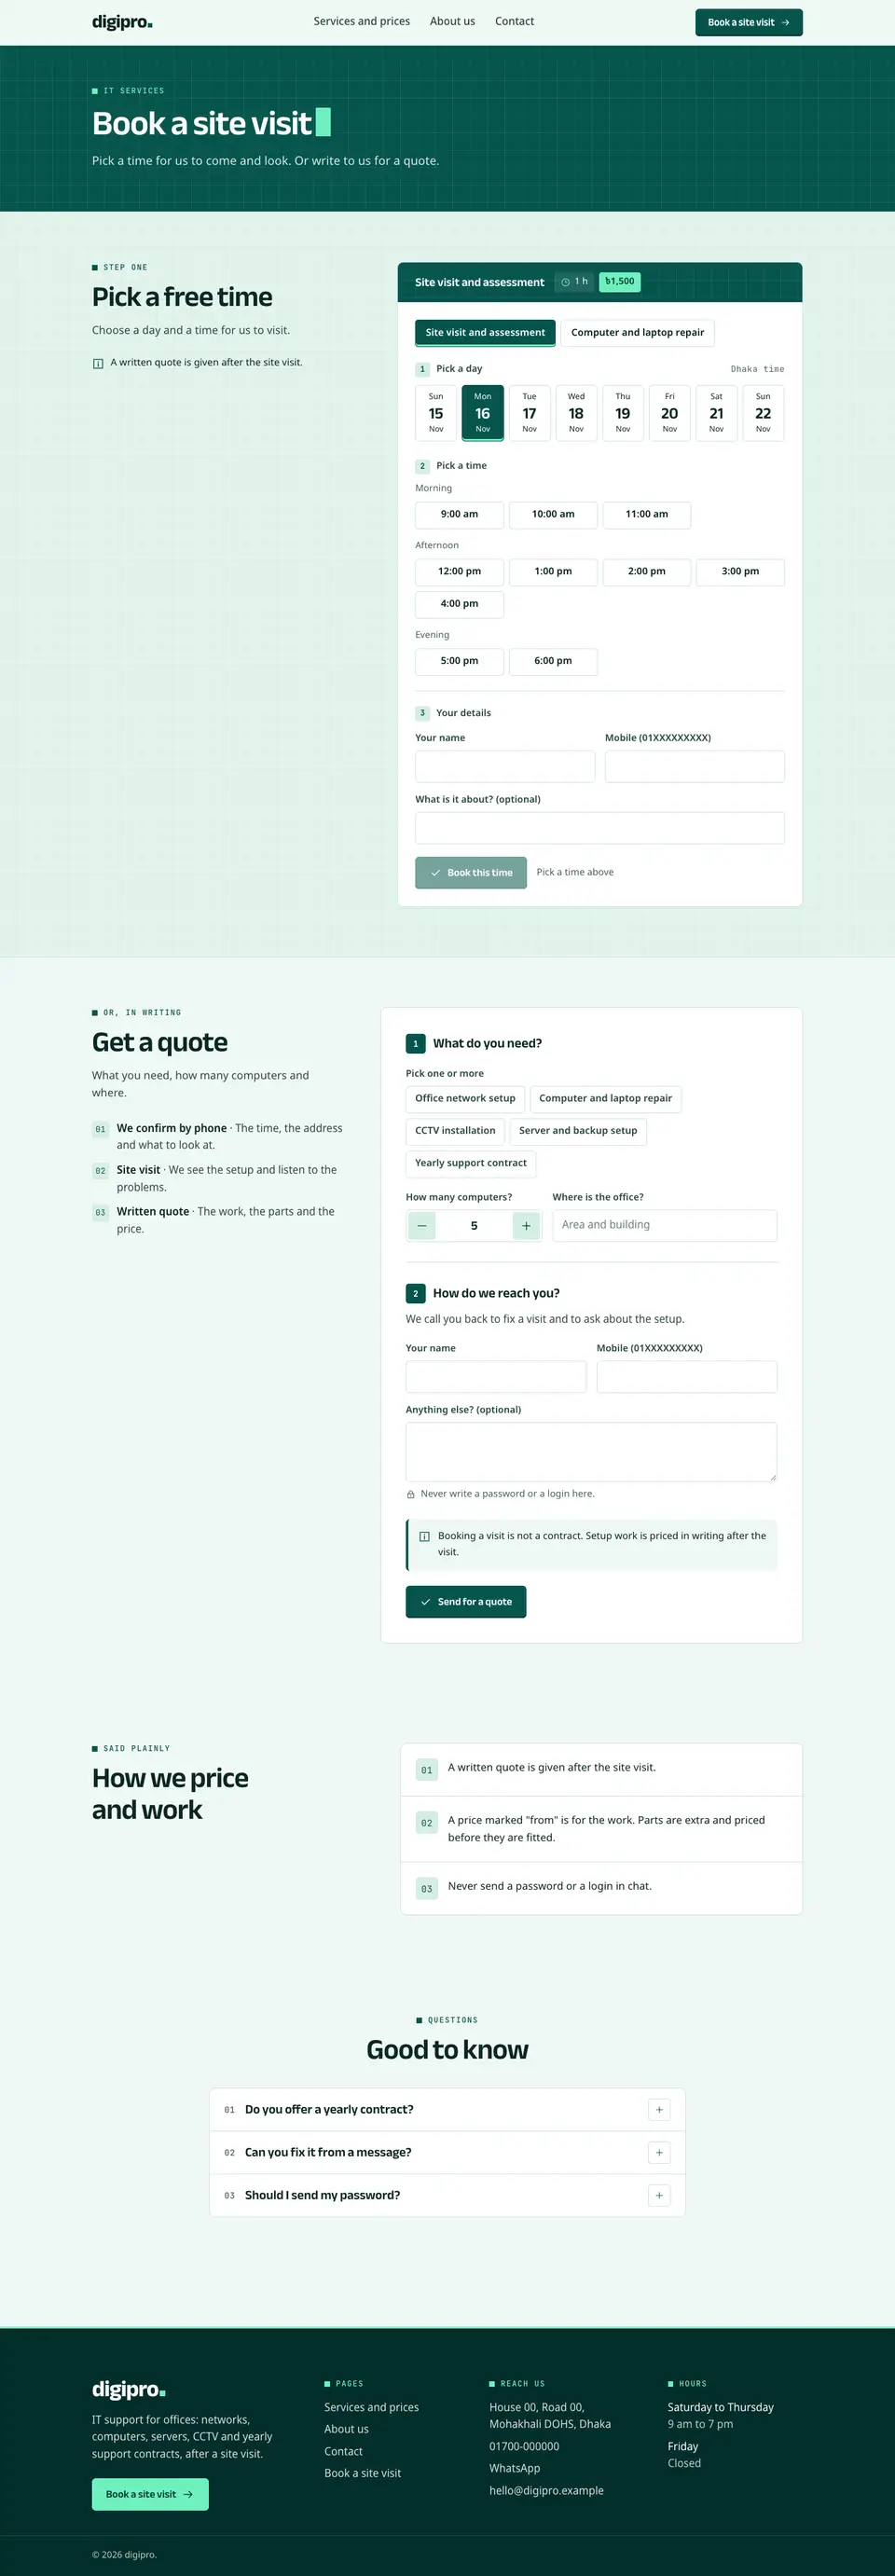 digipro.
Services and prices
About us
Contact
Book a site visit
IT SERVICES
Book a site visit
Pick a time for us to come and look. Or write to us for a quote.
STEP ONE
Pick a free time
Choose a day and a time for us to visit.
A written quote is given after the site visit.
Site visit and assessment
1 h
৳1,500
Site visit and assessment
Computer and laptop repair
1 Pick a day
Dhaka time
Sun 15 Nov
Mon 16 Nov
Tue 17 Nov
Wed 18 Nov
Thu 19 Nov
Fri 20 Nov
Sat 21 Nov
Sun 22 Nov
2 Pick a time
Morning
9:00 am
10:00 am
11:00 am
Afternoon
12:00 pm
1:00 pm
2:00 pm
3:00 pm
4:00 pm
Evening
5:00 pm
6:00 pm
3 Your details
Your name
Mobile (01XXXXXXXXX)
What is it about? (optional)
Book this time
Pick a time above
OR, IN WRITING
Get a quote
What you need, how many computers and
where.
01 We confirm by phone · The time, the address
and what to look at.
02 Site visit · We see the setup and listen to the
problems.
03 Written quote · The work, the parts and the
price.
1 What do you need?
Pick one or more
Office network setup
Computer and laptop repair
CCTV installation
Server and backup setup
Yearly support contract
How many computers?
Where is the office?
− 5 +
Area and building
2 How do we reach you?
We call you back to fix a visit and to ask about the setup.
Your name
Mobile (01XXXXXXXXX)
Anything else? (optional)
Never write a password or a login here.
Booking a visit is not a contract. Setup work is priced in writing after the
visit.
Send for a quote
SAID PLAINLY
How we price
and work
01 A written quote is given after the site visit.
02 A price marked "from" is for the work. Parts are extra and priced
before they are fitted.
03 Never send a password or a login in chat.
QUESTIONS
Good to know
01 Do you offer a yearly contract? +
02 Can you fix it from a message? +
03 Should I send my password? +
digipro.
IT support for offices: networks,
computers, servers, CCTV and yearly
support contracts, after a site visit.
Book a site visit
PAGES
Services and prices
About us
Contact
Book a site visit
REACH US
House 00, Road 00,
Mohakhali DOHS, Dhaka
01700-000000
WhatsApp
hello@digipro.example
HOURS
Saturday to Thursday
9 am to 7 pm
Friday
Closed
© 2026 digipro.